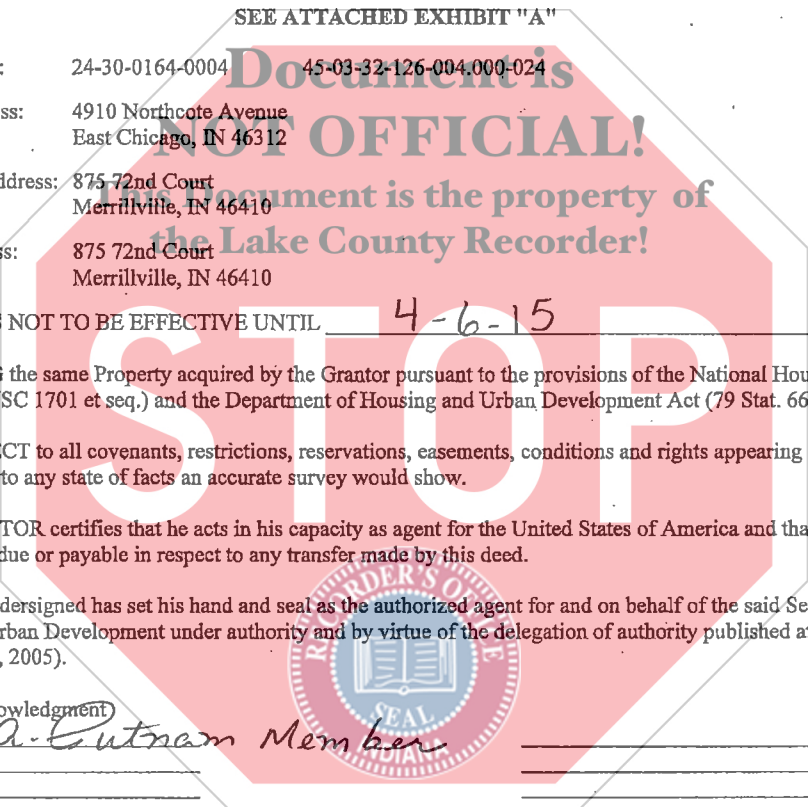 SEE ATTACHED EXHIBIT "A"
: 24-30-0164-0004 45-03-32-126-004.000-024
Document is
ss: 4910 Northcote Avenue
East Chicago, IN 46312
NOT OFFICIAL!
ddress: 875 72nd Court
Merrillville, IN 46410
This Document is the property of
the Lake County Recorder!
ss: 875 72nd Court
Merrillville, IN 46410
NOT TO BE EFFECTIVE UNTIL 4-6-15
the same Property acquired by the Grantor pursuant to the provisions of the National Hou
SC 1701 et seq.) and the Department of Housing and Urban Development Act (79 Stat. 66
CT to all covenants, restrictions, reservations, easements, conditions and rights appearing
to any state of facts an accurate survey would show.
STOP
TOR certifies that he acts in his capacity as agent for the United States of America and tha
due or payable in respect to any transfer made by this deed.
dersigned has set his hand and seal as the authorized agent for and on behalf of the said Se
rban Development under authority and by virtue of the delegation of authority published at
, 2005).
RECORDER'S OFFICE
SEAL
INDIANA
owledgment)
a. Putnam Member